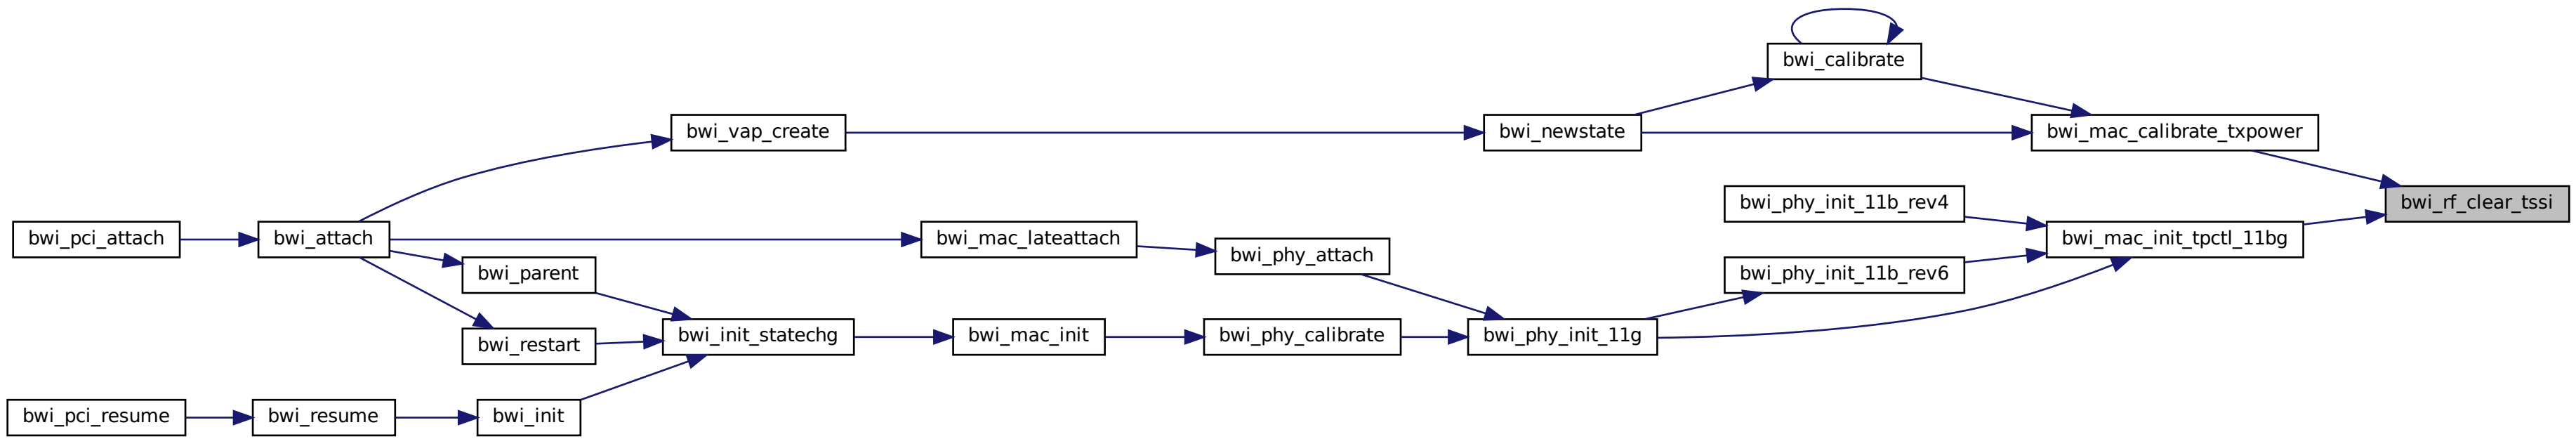 bwi_calibrate
bwi_vap_create
bwi_newstate
bwi_mac_calibrate_txpower
bwi_phy_init_11b_rev4
bwi_rf_clear_tssi
bwi_pci_attach
bwi_attach
bwi_mac_lateattach
bwi_mac_init_tpctl_11bg
bwi_phy_attach
bwi_parent
bwi_phy_init_11b_rev6
bwi_init_statechg
bwi_mac_init
bwi_phy_calibrate
bwi_phy_init_11g
bwi_restart
bwi_pci_resume
bwi_resume
bwi_init